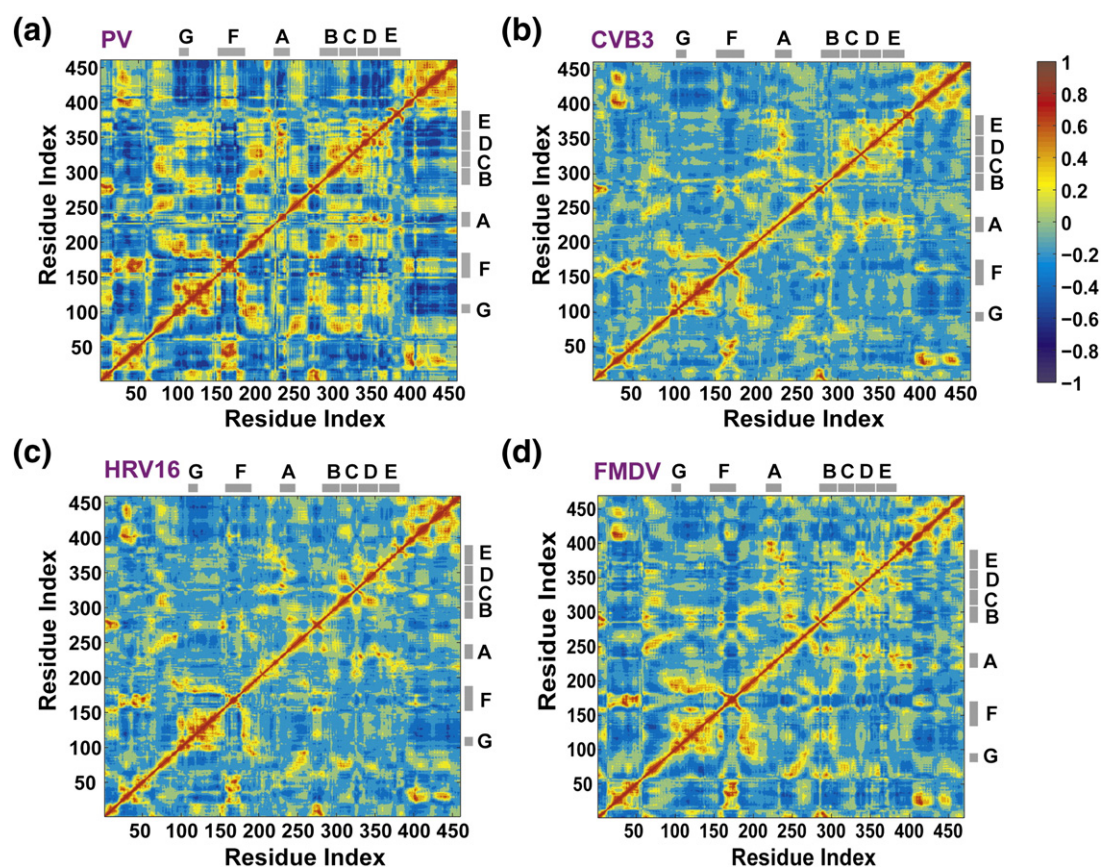 (a) PV G F A B C D E
450
400
350
300
250
200
150
100
50
E
D
C
B
A
F
G
Residue Index
50 100 150 200 250 300 350 400 450
Residue Index
(b) CVB3 G F A B C D E
450
400
350
300
250
200
150
100
50
E
D
C
B
A
F
G
Residue Index
50 100 150 200 250 300 350 400 450
Residue Index
1
0.8
0.6
0.4
0.2
0
−0.2
−0.4
−0.6
−0.8
−1
(c) HRV16 G F A B C D E
450
400
350
300
250
200
150
100
50
E
D
C
B
A
F
G
Residue Index
50 100 150 200 250 300 350 400 450
Residue Index
(d) FMDV G F A B C D E
450
400
350
300
250
200
150
100
50
E
D
C
B
A
F
G
Residue Index
50 100 150 200 250 300 350 400 450
Residue Index